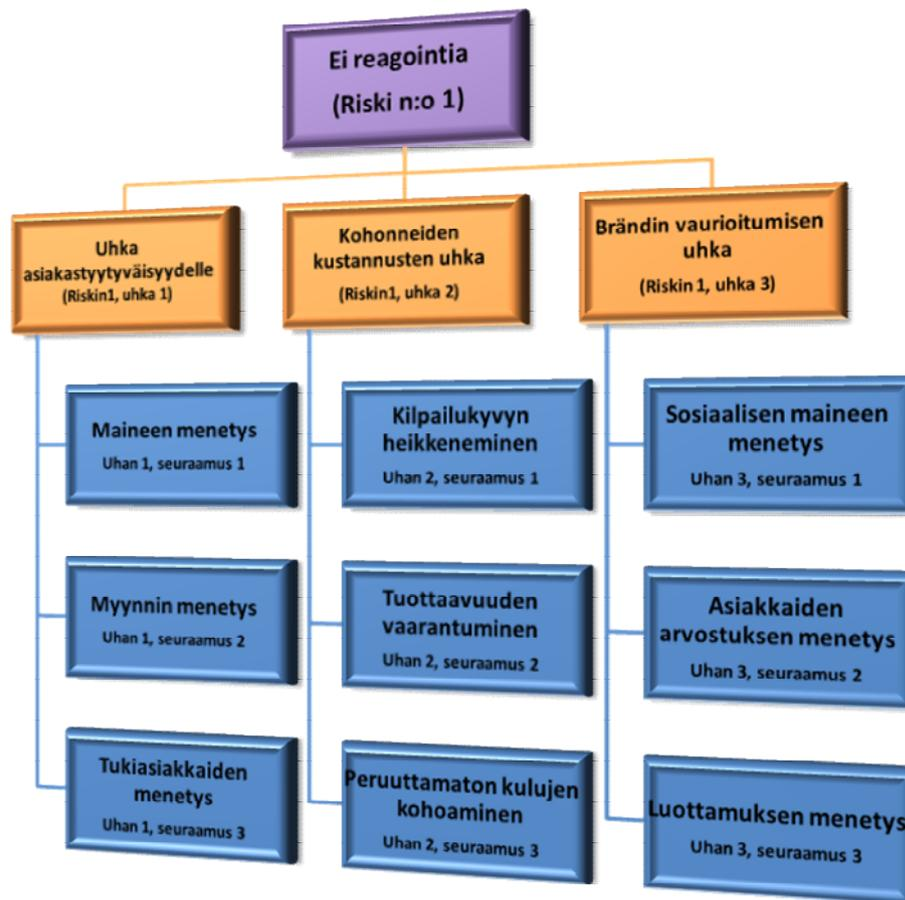 Ei reagointia
(Riski n:o 1)
Uhka
asiakastyytyväisyydelle
(Riskin1, uhka 1)
Kohonneiden
kustannusten uhka
(Riskin1, uhka 2)
Brändin vaurioitumisen
uhka
(Riskin 1, uhka 3)
Maineen menetys
Uhan 1, seuraamus 1
Myynnin menetys
Uhan 1, seuraamus 2
Tukiasiakkaiden
menetys
Uhan 1, seuraamus 3
Kilpailukyvyn
heikkeneminen
Uhan 2, seuraamus 1
Tuottaavuuden
vaarantuminen
Uhan 2, seuraamus 2
Peruuttamaton kulujen
kohoaminen
Uhan 2, seuraamus 3
Sosiaalisen maineen
menetys
Uhan 3, seuraamus 1
Asiakkaiden
arvostuksen menetys
Uhan 3, seuraamus 2
Luottamuksen menetys
Uhan 3, seuraamus 3